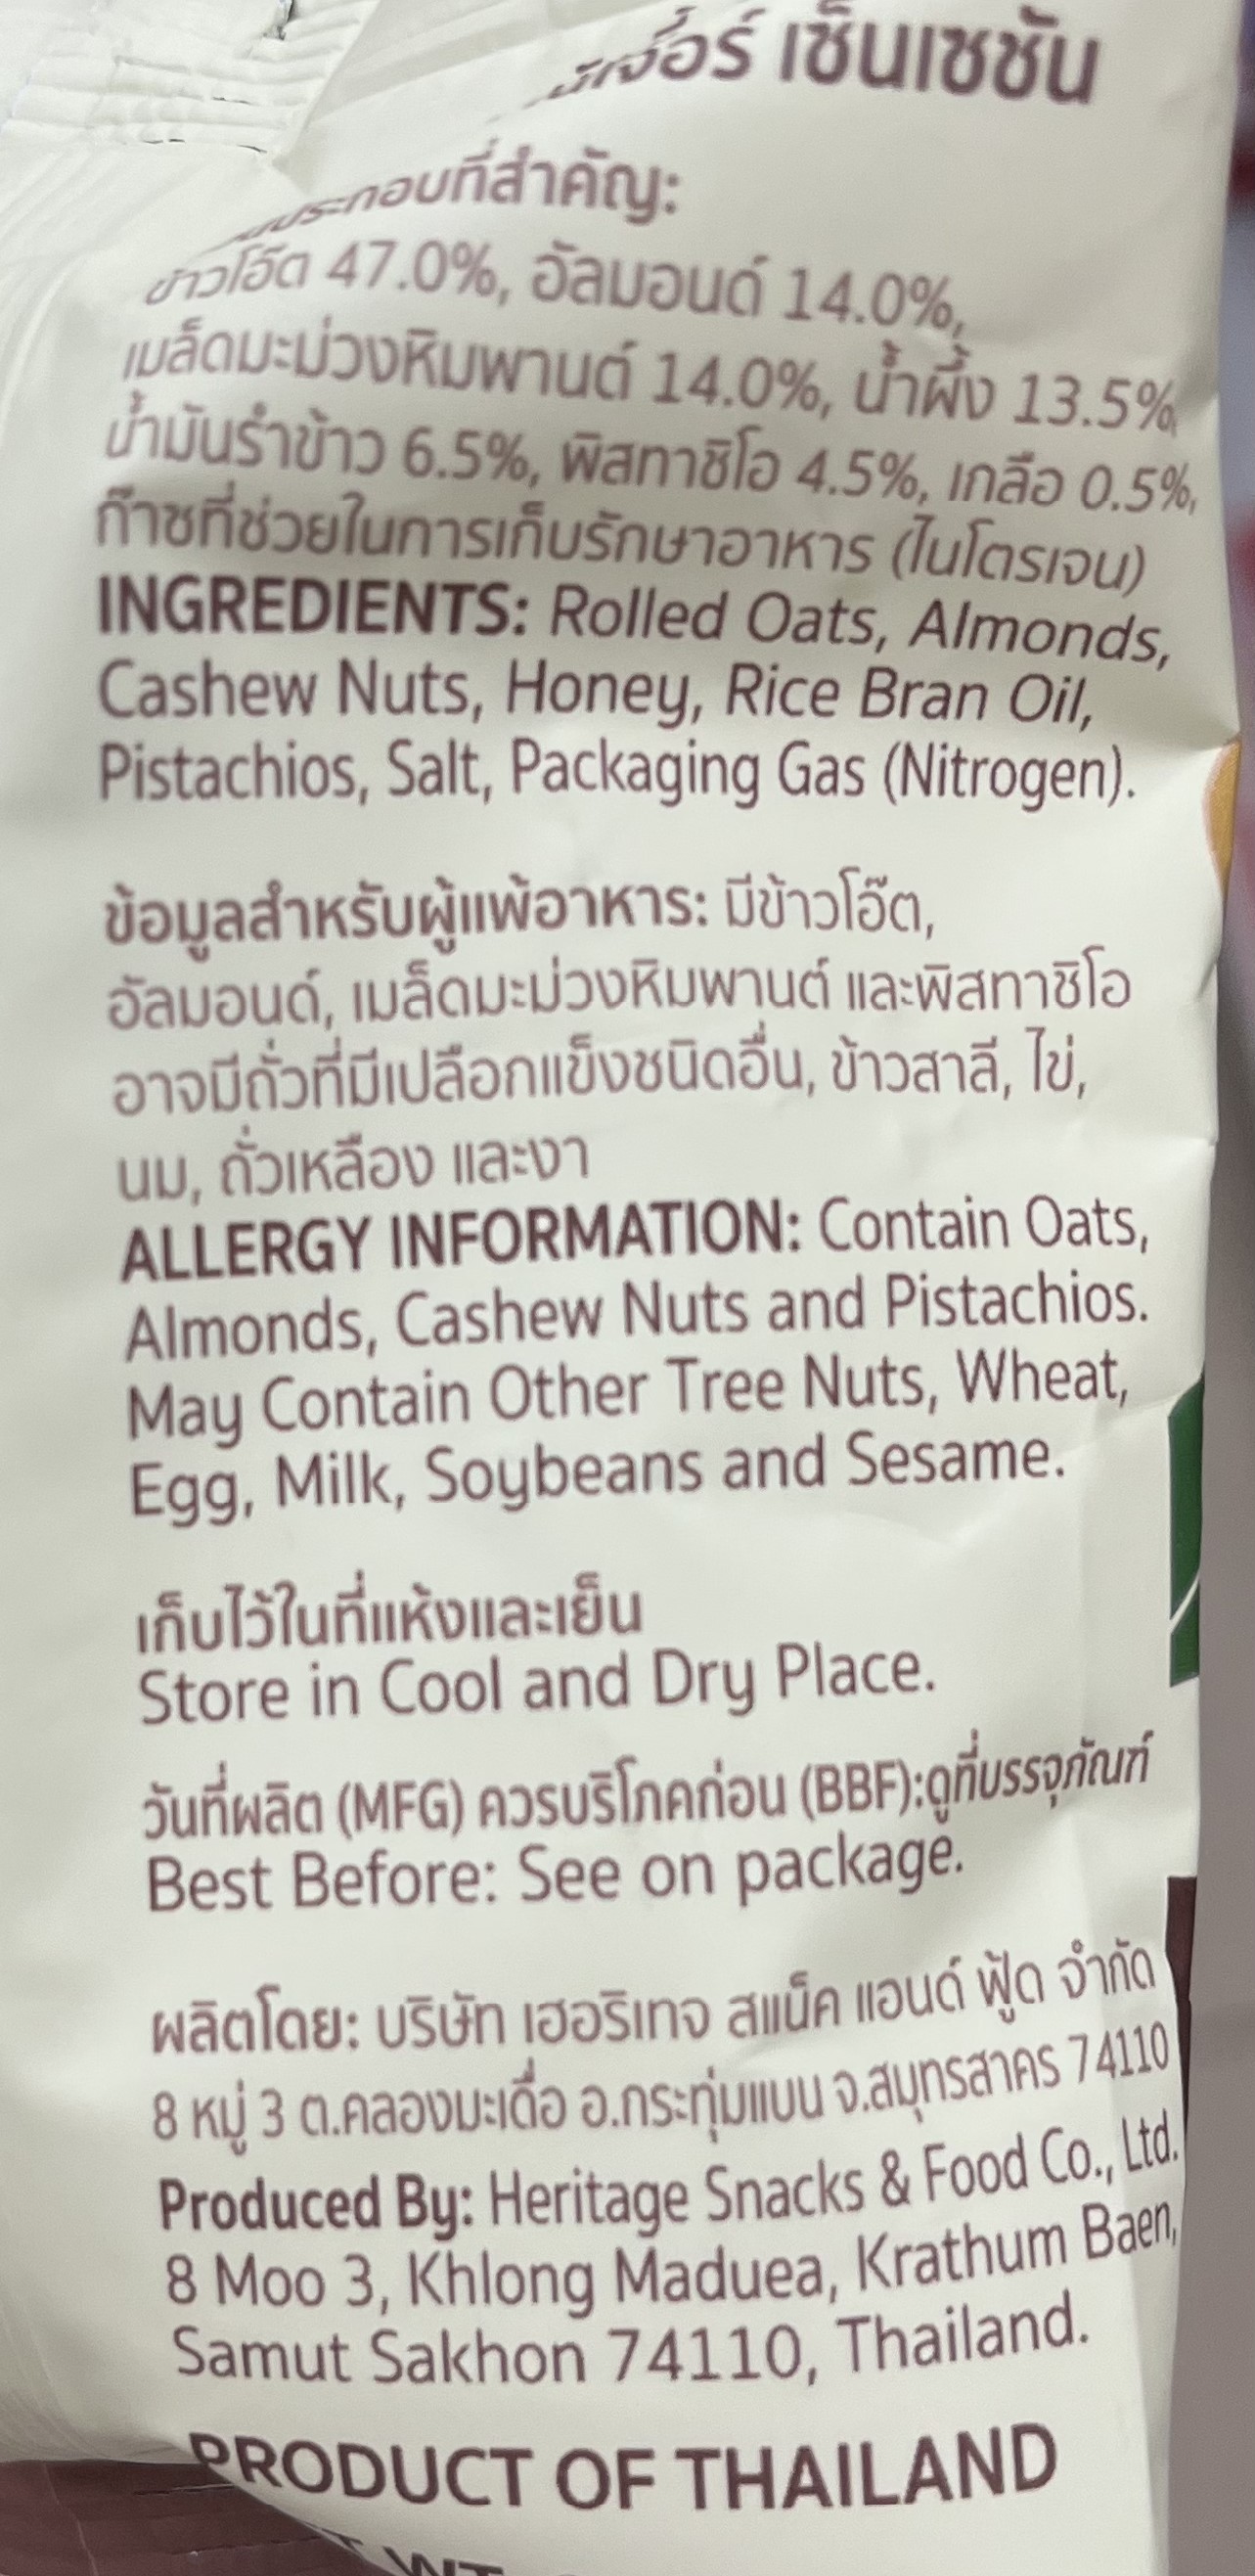 เซ็นเซชัน
ส่วนประกอบที่สำคัญ:
ข้าวโอ๊ต 47.0%, อัลมอนด์ 14.0%,
เมล็ดมะม่วงหิมพานต์ 14.0%, น้ำผึ้ง 13.5%,
น้ำมันรำข้าว 6.5%, พิสทาชิโอ 4.5%, เกลือ 0.5%,
ก๊าซที่ช่วยในการเก็บรักษาอาหาร (ไนโตรเจน)
INGREDIENTS: Rolled Oats, Almonds,
Cashew Nuts, Honey, Rice Bran Oil,
Pistachios, Salt, Packaging Gas (Nitrogen).
ข้อมูลสำหรับผู้แพ้อาหาร: มีข้าวโอ๊ต,
อัลมอนด์, เมล็ดมะม่วงหิมพานต์ และพิสทาชิโอ
อาจมีถั่วที่มีเปลือกแข็งชนิดอื่น, ข้าวสาลี, ไข่,
นม, ถั่วเหลือง และงา
ALLERGY INFORMATION: Contain Oats,
Almonds, Cashew Nuts and Pistachios.
May Contain Other Tree Nuts, Wheat,
Egg, Milk, Soybeans and Sesame.
เก็บไว้ในที่แห้งและเย็น
Store in Cool and Dry Place.
วันที่ผลิต (MFG) ควรบริโภคก่อน (BBF):ดูที่บรรจุภัณฑ์
Best Before: See on package.
ผลิตโดย: บริษัท เฮอริเทจ สแน็ค แอนด์ ฟู้ด จำกัด
8 หมู่ 3 ต.คลองมะเดื่อ อ.กระทุ่มแบน จ.สมุทรสาคร 74110
Produced By: Heritage Snacks & Food Co., Ltd.
8 Moo 3, Khlong Maduea, Krathum Baen,
Samut Sakhon 74110, Thailand.
PRODUCT OF THAILAND